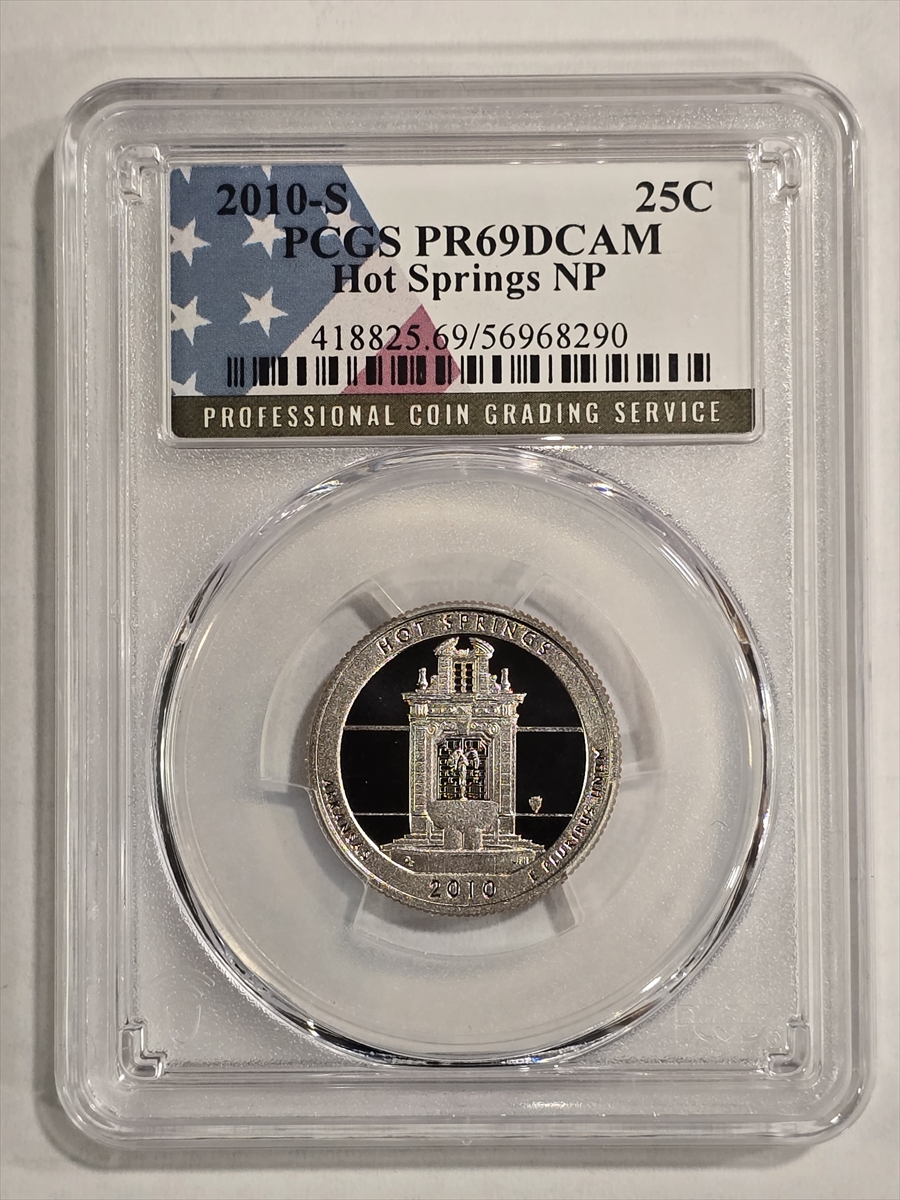 2010-S 25C
PCGS PR69DCAM
Hot Springs NP
418825.69/56968290
PROFESSIONAL COIN GRADING SERVICE
HOT SPRINGS
ARKANSAS
2010
E PLURIBUS UNUM